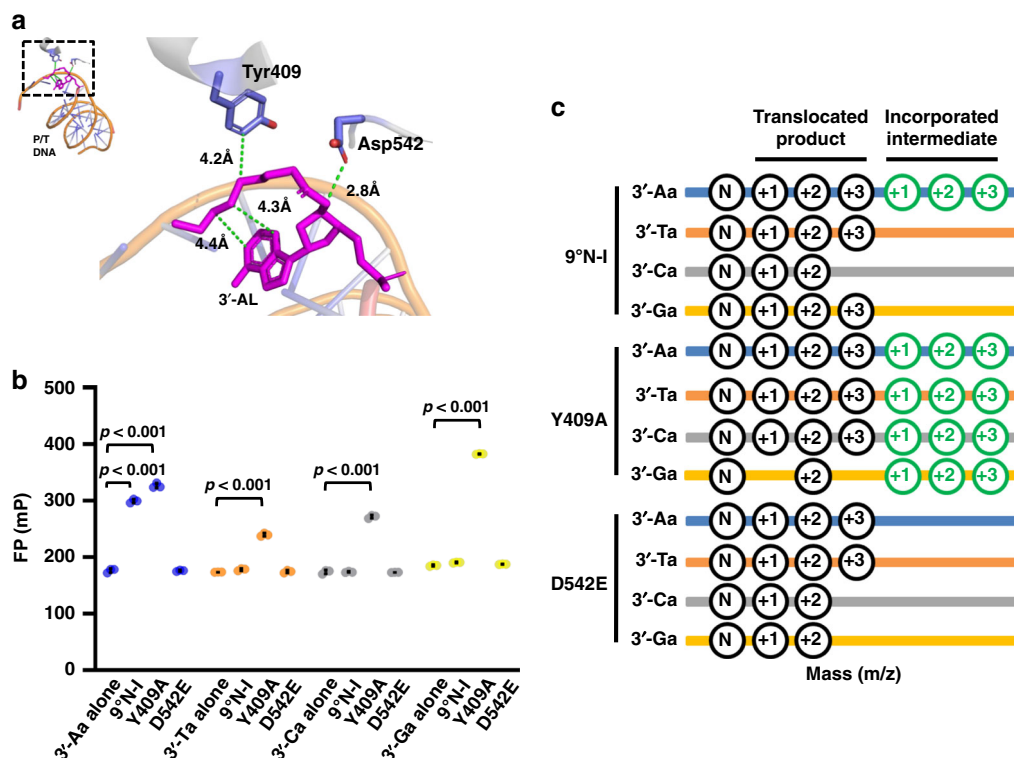 a
P/T
DNA
Tyr409
Asp542
4.2Å
2.8Å
4.3Å
4.4Å
3′-AL
b
FP (mP)
500
400
300
200
100
0
p < 0.001
p < 0.001
p < 0.001
p < 0.001
p < 0.001
3′-Aa alone
9°N-I
Y409A
D542E
3′-Ta alone
9°N-I
Y409A
D542E
3′-Ca alone
9°N-I
Y409A
D542E
3′-Ga alone
9°N-I
Y409A
D542E
c
Translocated product
Incorporated intermediate
9°N-I
3′-Aa N +1 +2 +3 +1 +2 +3
3′-Ta N +1 +2 +3
3′-Ca N +1 +2
3′-Ga N +1 +2 +3
Y409A
3′-Aa N +1 +2 +3 +1 +2 +3
3′-Ta N +1 +2 +3 +1 +2 +3
3′-Ca N +1 +2 +3 +1 +2 +3
3′-Ga N +2 +1 +2 +3
D542E
3′-Aa N +1 +2 +3
3′-Ta N +1 +2 +3
3′-Ca N +1 +2
3′-Ga N +1 +2
Mass (m/z)